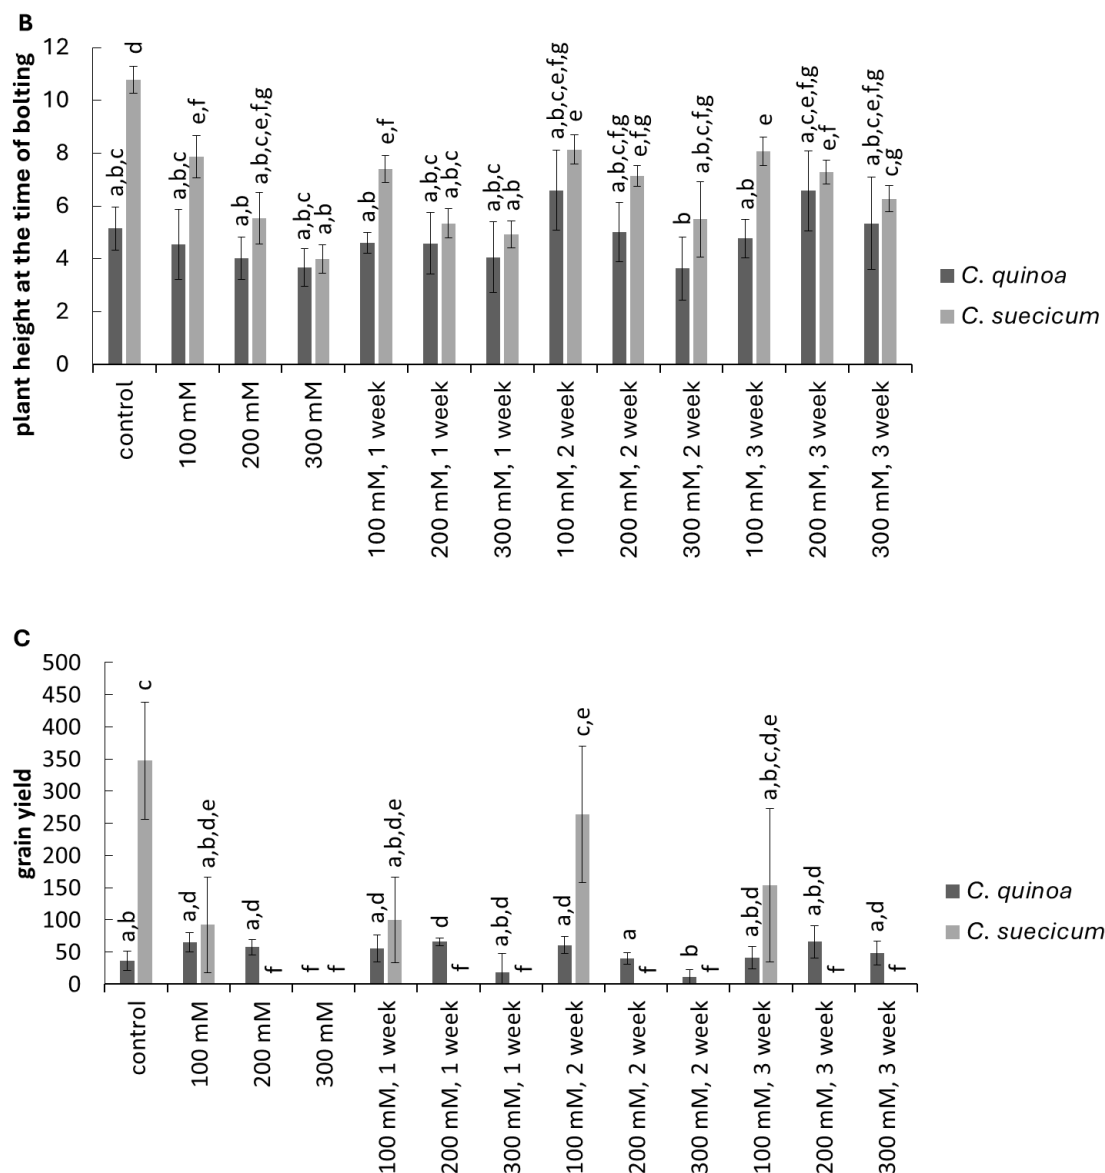 B
plant height at the time of bolting
12
10
8
6
4
2
0
a,b,c
d
a,b,c
e,f
a,b
a,b,c,e,f,g
a,b,c
a,b
a,b
e,f
a,b,c
a,b,c
a,b,c
a,b
a,b,c,e,f,g
e
a,b,c,f,g
e,f,g
b
a,b,c,f,g
a,b
e
a,c,e,f,g
e,f
a,b,c,e,f,g
c,g
control
100 mM
200 mM
300 mM
100 mM, 1 week
200 mM, 1 week
300 mM, 1 week
100 mM, 2 week
200 mM, 2 week
300 mM, 2 week
100 mM, 3 week
200 mM, 3 week
300 mM, 3 week
C. quinoa
C. suecicum
C
grain yield
500
450
400
350
300
250
200
150
100
50
0
a,b
c
a,d
a,b,d,e
a,d
f
f
f
a,d
a,b,d,e
d
f
a,b,d
f
a,d
c,e
a
f
b
f
a,b,d
a,b,c,d,e
a,b,d
f
a,d
f
control
100 mM
200 mM
300 mM
100 mM, 1 week
200 mM, 1 week
300 mM, 1 week
100 mM, 2 week
200 mM, 2 week
300 mM, 2 week
100 mM, 3 week
200 mM, 3 week
300 mM, 3 week
C. quinoa
C. suecicum